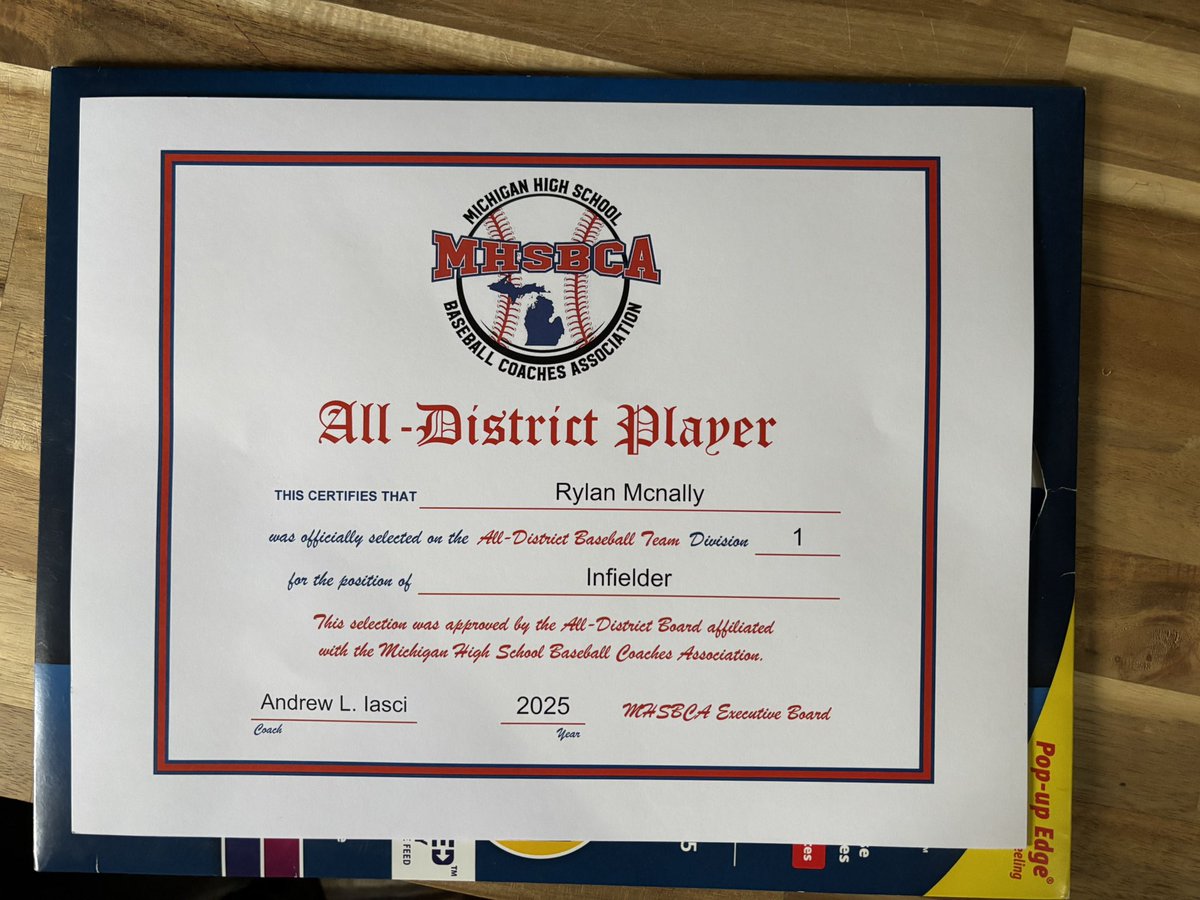 MICHIGAN HIGH SCHOOL
MHSBCA
BASEBALL COACHES ASSOCIATION
All-District Player
THIS CERTIFIES THAT Rylan Mcnally
was officially selected on the All-District Baseball Team Division 1
for the position of Infielder
This selection was approved by the All-District Board affiliated
with the Michigan High School Baseball Coaches Association.
Andrew L. Iasci 2025 MHSBCA Executive Board
Coach Year
Pop-up Edge®
FEED